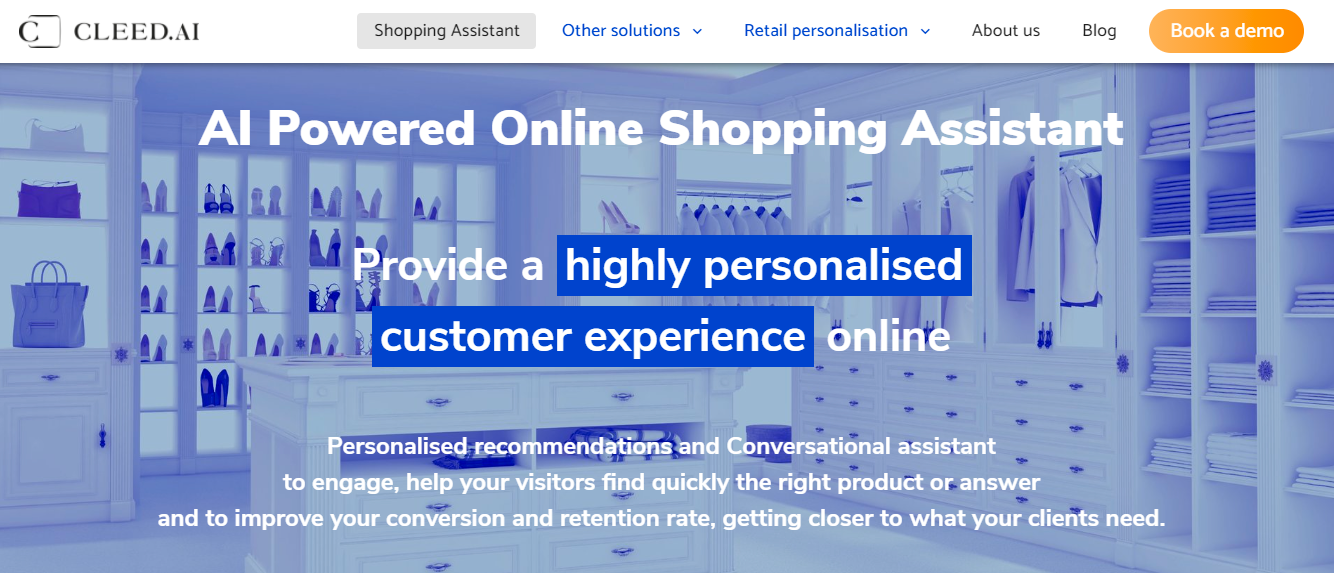 CLEED.AI
Shopping Assistant
Other solutions
Retail personalisation
About us
Blog
Book a demo
AI Powered Online Shopping Assistant
Provide a highly personalised
customer experience online
Personalised recommendations and Conversational assistant
to engage, help your visitors find quickly the right product or answer
and to improve your conversion and retention rate, getting closer to what your clients need.